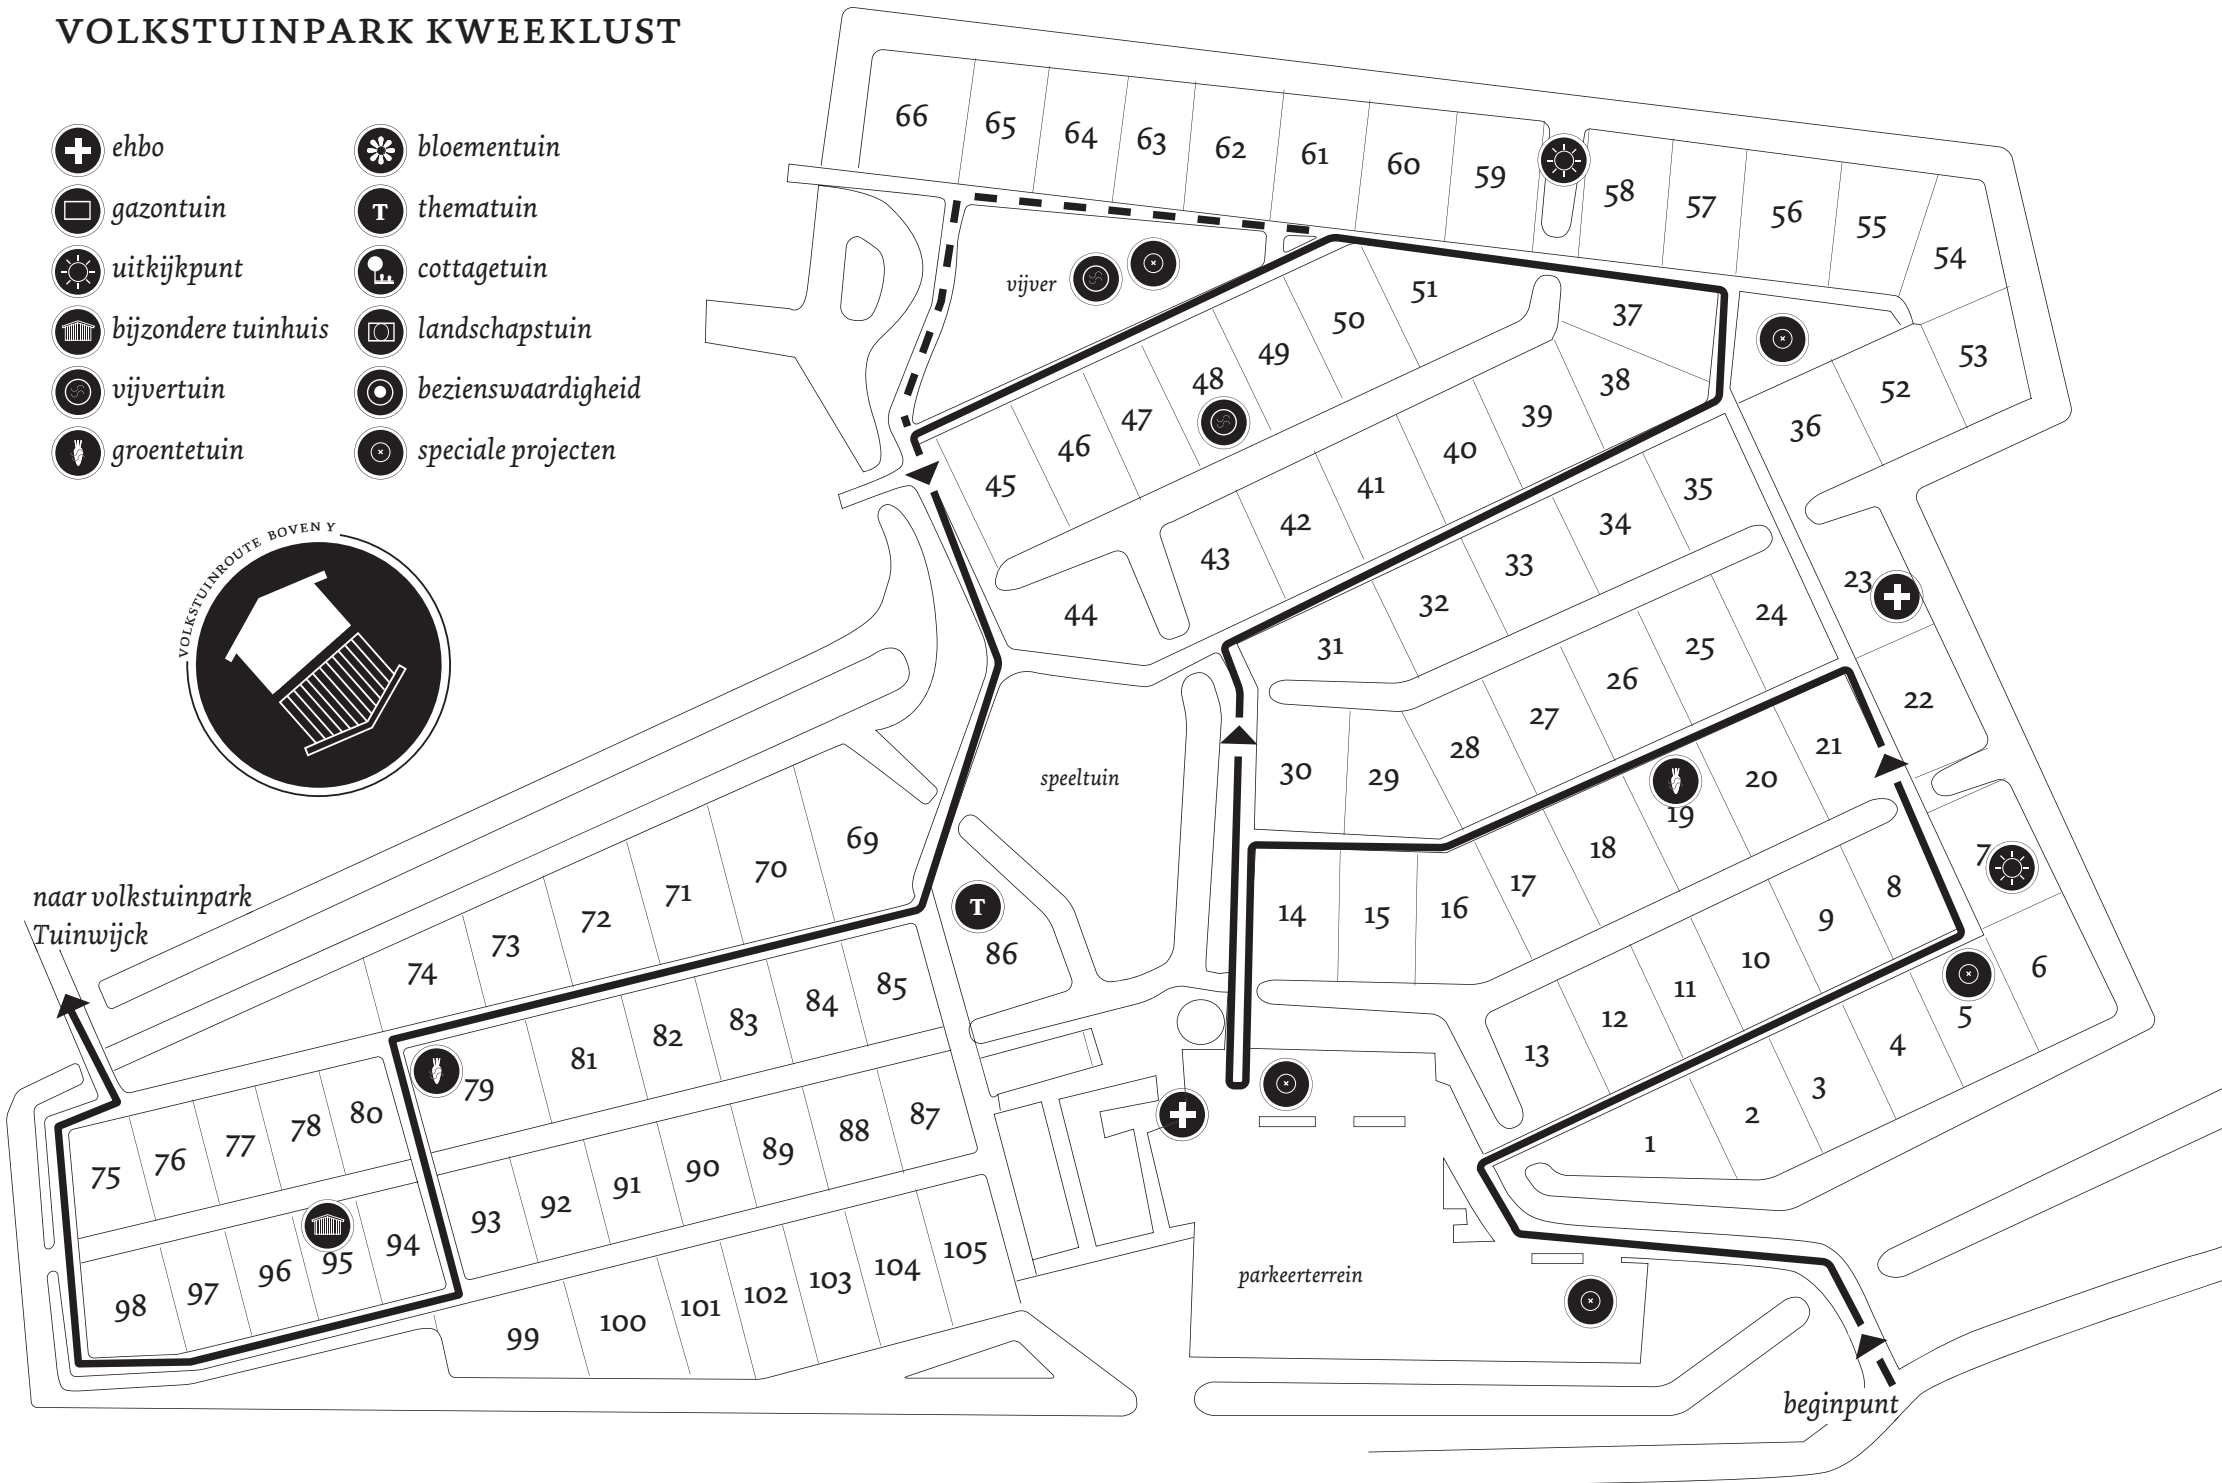 VOLKSTUINPARK KWEEKLUST
ehbo
gazontuin
uitkijkpunt
bijzondere tuinhuis
vijvertuin
groentetuin
bloementuin
T thematuin
cottagetuin
landschapstuin
bezienswaardigheid
speciale projecten
VOLKSTUINROUTE BOVEN Y
66 65 64 63 62 61 60 59 58 57 56 55 54
vijver
51 50 49 48 47 46 45
37 38 39 40 41 42 43 44
53 52 36
35 34 33 32 31
23 22
24 25 26 27 28 29 30
speeltuin
21 20 19 18 17 16 15 14
7 6
8 9 10 11 12 13
5 4 3 2 1
69 70 71 72 73 74
T
86
85 84 83 82 81 79
80 78 77 76 75
87 88 89 90 91 92 93
94 95 96 97 98
105 104 103 102 101 100 99
naar volkstuinpark
Tuinwijck
parkeerterrein
beginpunt